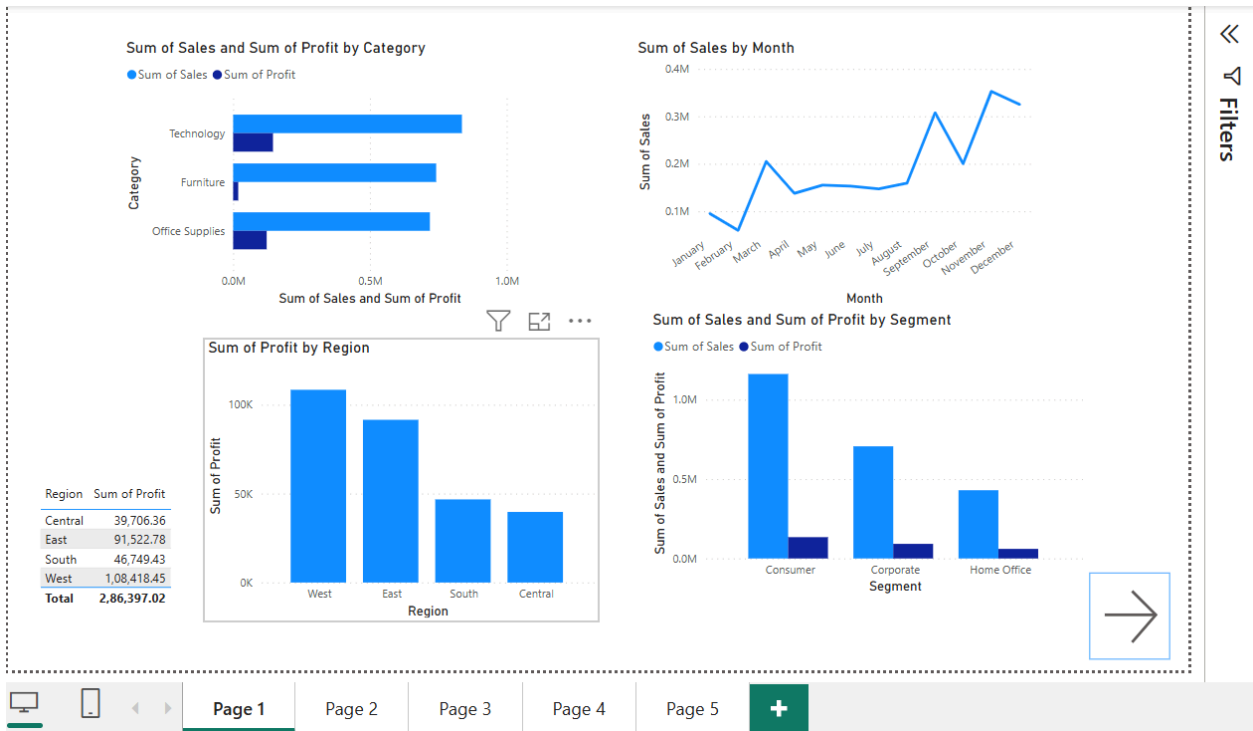 Sum of Sales and Sum of Profit by Category
Sum of Sales Sum of Profit
Category
Technology
Furniture
Office Supplies
0.0M 0.5M 1.0M
Sum of Sales and Sum of Profit
Sum of Sales by Month
Sum of Sales
0.4M
0.3M
0.2M
0.1M
January February March April May June July August September October November December
Month
Filters
Sum of Profit by Region
Sum of Profit
100K
50K
0K
West East South Central
Region
Region Sum of Profit
Central 39,706.36
East 91,522.78
South 46,749.43
West 1,08,418.45
Total 2,86,397.02
Sum of Sales and Sum of Profit by Segment
Sum of Sales Sum of Profit
Sum of Sales and Sum of Profit
1.0M
0.5M
0.0M
Consumer Corporate Home Office
Segment
Page 1 Page 2 Page 3 Page 4 Page 5